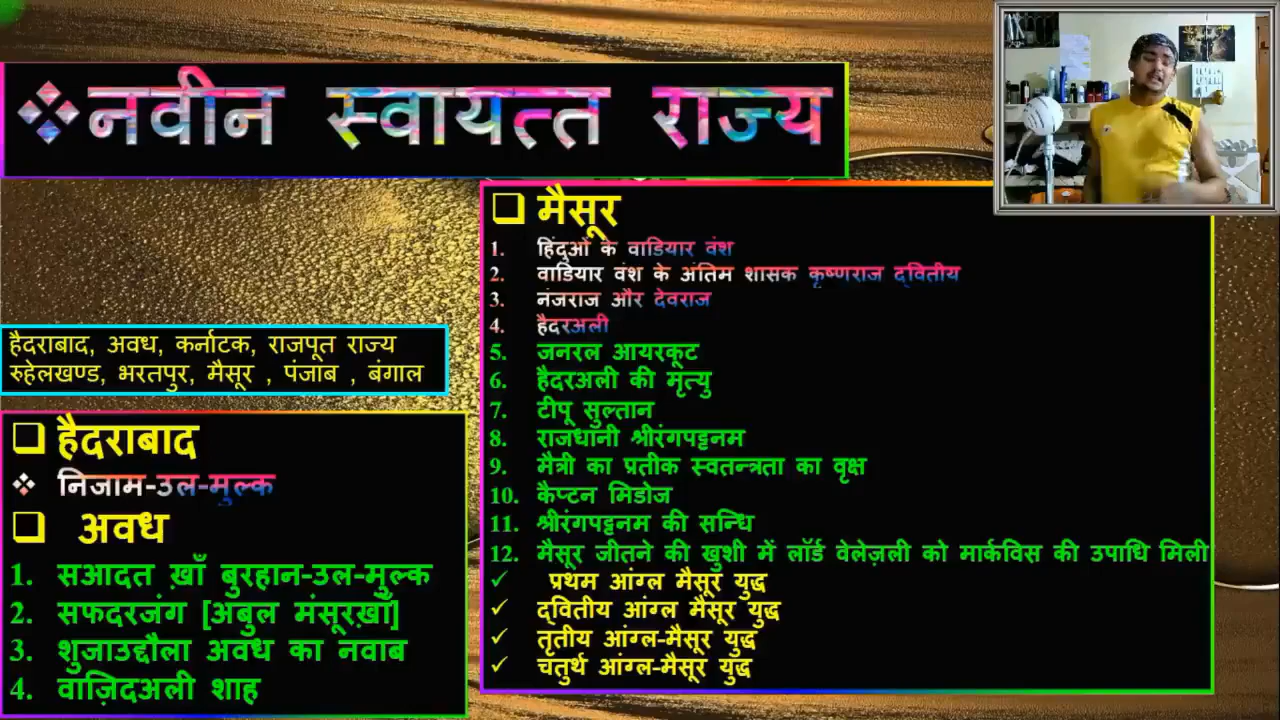 ❖नवीन स्वायत्त राज्य
हैदराबाद, अवध, कर्नाटक, राजपूत राज्य
रुहेलखण्ड, भरतपुर, मैसूर , पंजाब , बंगाल
❑ हैदराबाद
❖ निजाम-उल-मुल्क
❑ अवध
1. सआदत ख़ाँ बुरहान-उल-मुल्क
2. सफदरजंग [अबुल मंसूरख़ाँ]
3. शुजाउद्दौला अवध का नवाब
4. वाज़िदअली शाह
❑ मैसूर
1. हिंदुओं के वाडियार वंश
2. वाडियार वंश के अंतिम शासक कृष्णराज द्वितीय
3. नंजराज और देवराज
4. हैदरअली
5. जनरल आयरकूट
6. हैदरअली की मृत्यु
7. टीपू सुल्तान
8. राजधानी श्रीरंगपट्टनम
9. मैत्री का प्रतीक स्वतन्त्रता का वृक्ष
10. कैप्टन मिडोज
11. श्रीरंगपट्टनम की सन्धि
12. मैसूर जीतने की खुशी में लॉर्ड वेलेज़ली को मार्कविस की उपाधि मिली
✓ प्रथम आंग्ल मैसूर युद्ध
✓ द्वितीय आंग्ल मैसूर युद्ध
✓ तृतीय आंग्ल-मैसूर युद्ध
✓ चतुर्थ आंग्ल-मैसूर युद्ध